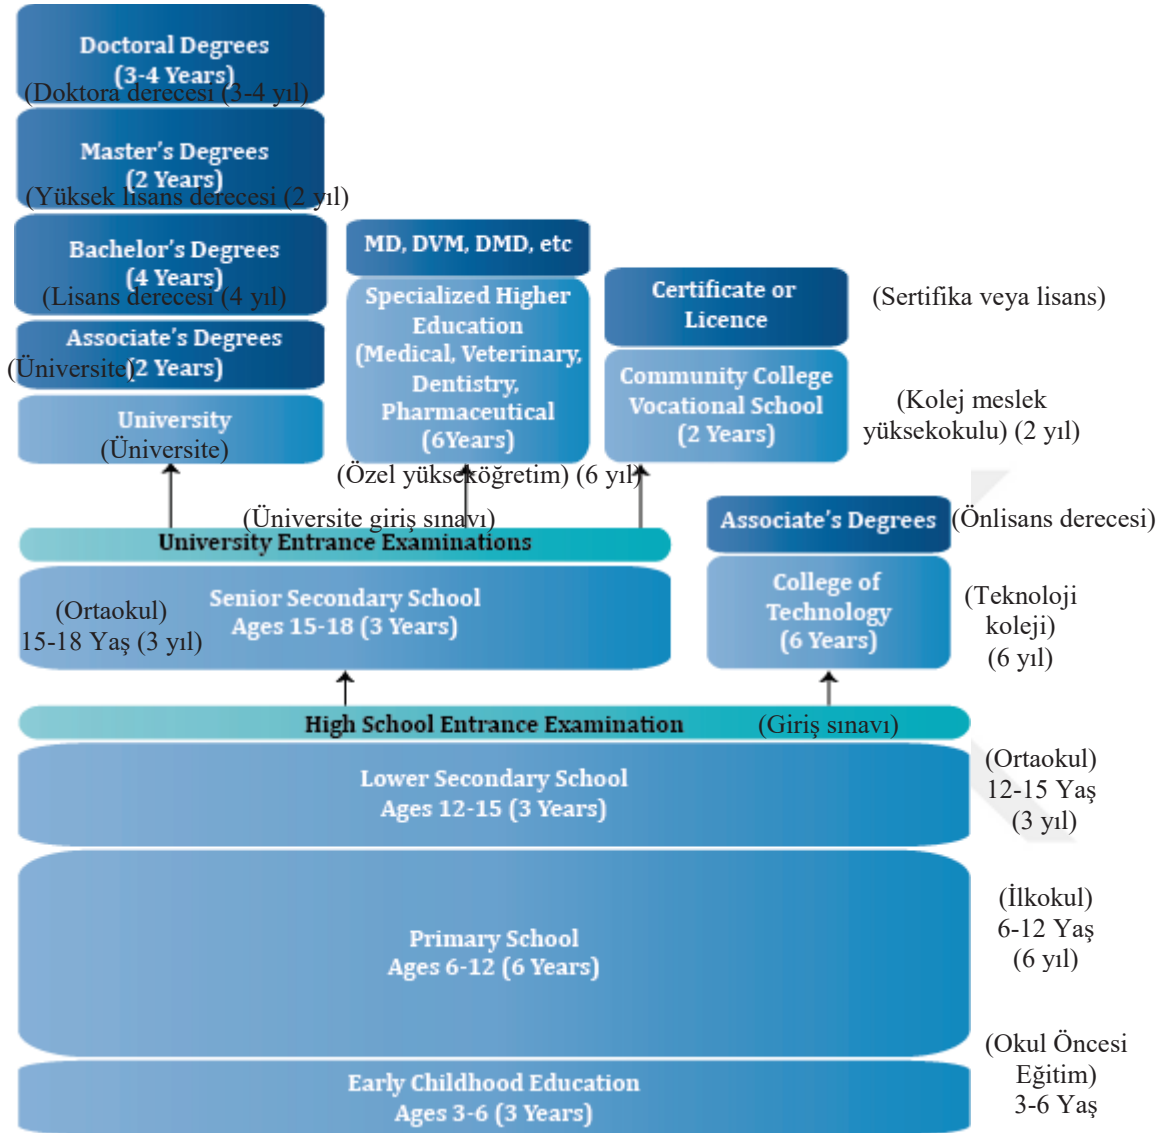 Doctoral Degrees
(3-4 Years)
(Doktora derecesi (3-4 yıl)
Master's Degrees
(2 Years)
(Yüksek lisans derecesi (2 yıl)
Bachelor's Degrees
(4 Years)
(Lisans derecesi (4 yıl)
Associate's Degrees
(Üniversite)
(2 Years)
University
(Üniversite)
MD, DVM, DMD, etc
Specialized Higher
Education
(Medical, Veterinary,
Dentistry,
Pharmaceutical
(6Years)
(Özel yükseköğretim) (6 yıl)
Certificate or
Licence
(Sertifika veya lisans)
Community College
Vocational School
(2 Years)
(Kolej meslek
yüksekokulu) (2 yıl)
(Üniversite giriş sınavı)
University Entrance Examinations
Senior Secondary School
Ages 15-18 (3 Years)
(Ortaokul)
15-18 Yaş (3 yıl)
Associate's Degrees
(Önlisans derecesi)
College of
Technology
(6 Years)
(Teknoloji
koleji)
(6 yıl)
High School Entrance Examination
(Giriş sınavı)
Lower Secondary School
Ages 12-15 (3 Years)
(Ortaokul)
12-15 Yaş
(3 yıl)
Primary School
Ages 6-12 (6 Years)
(İlkokul)
6-12 Yaş
(6 yıl)
Early Childhood Education
Ages 3-6 (3 Years)
(Okul Öncesi
Eğitim)
3-6 Yaş